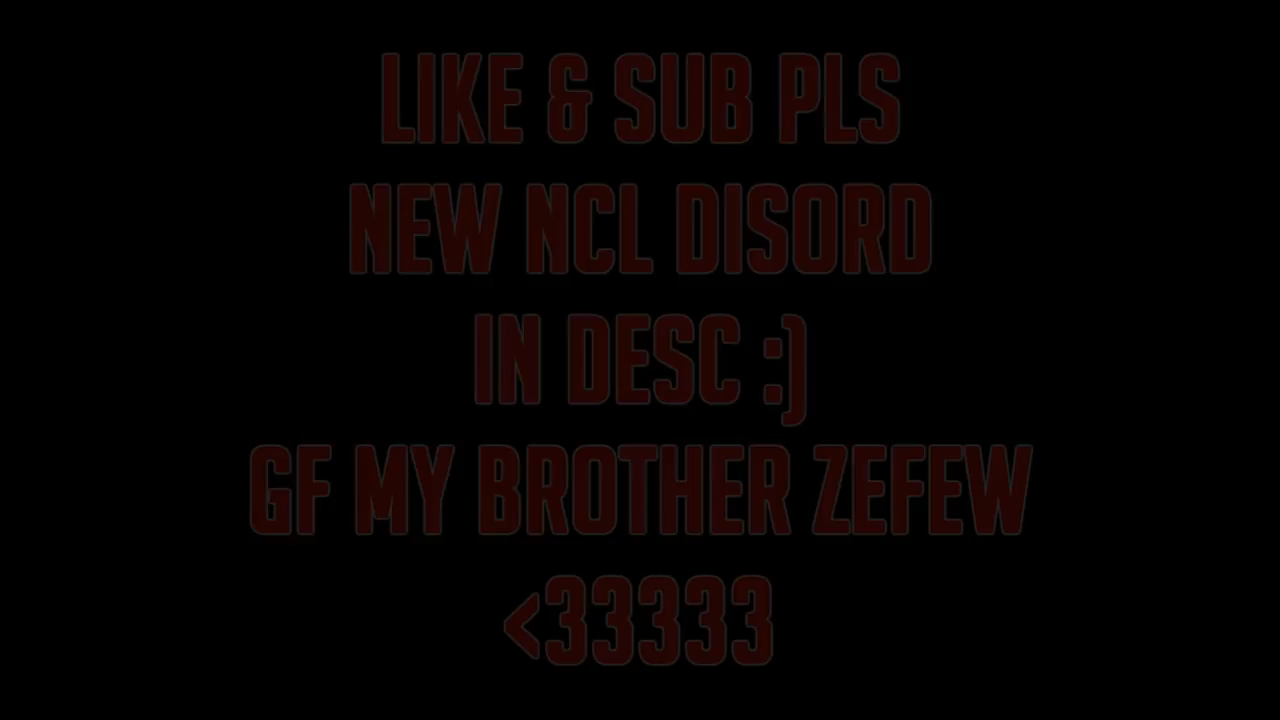 LIKE & SUB PLS
NEW NCL DISORD
IN DESC :)
GF MY BROTHER ZEFEW
<33333